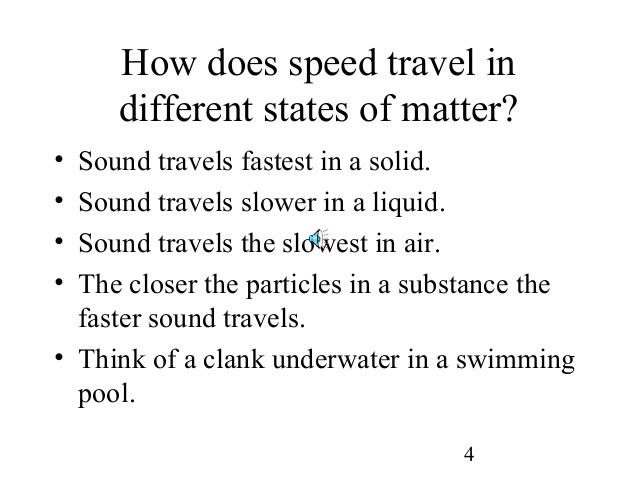 How does speed travel in
different states of matter?
• Sound travels fastest in a solid.
• Sound travels slower in a liquid.
• Sound travels the slowest in air.
• The closer the particles in a substance the
faster sound travels.
• Think of a clank underwater in a swimming
pool.
4